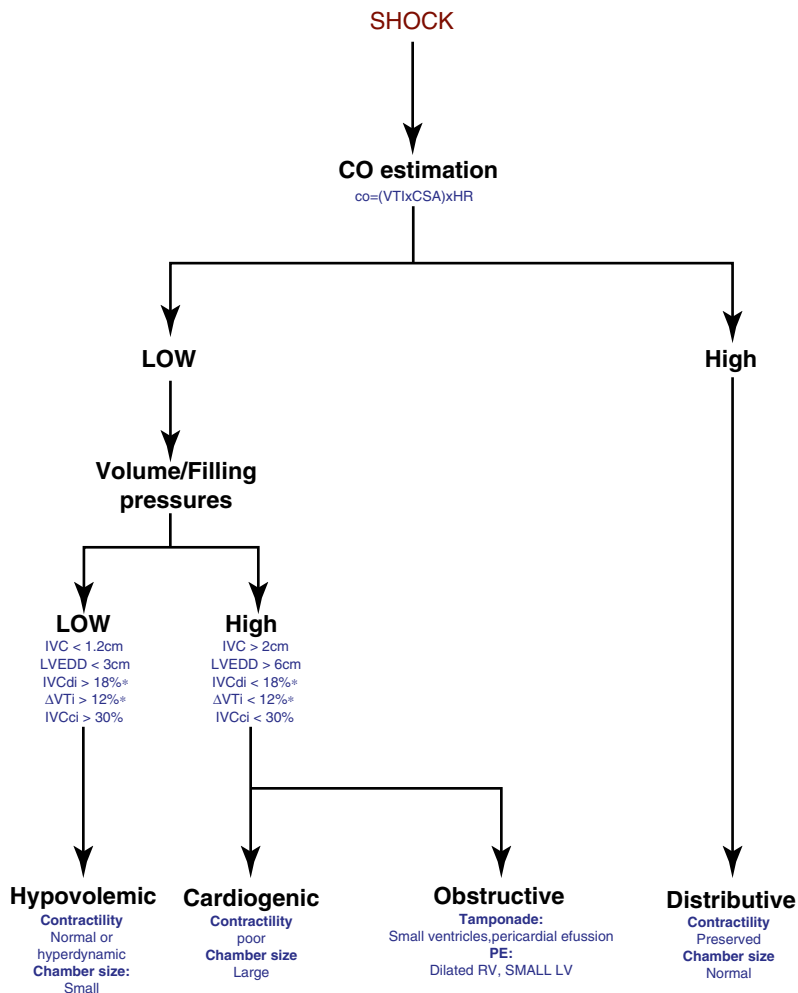 SHOCK
CO estimation
co=(VTIxCSA)xHR
LOW
High
Volume/Filling
pressures
LOW
IVC < 1.2cm
LVEDD < 3cm
IVCdi > 18%*
ΔVTi > 12%*
IVCci > 30%
High
IVC > 2cm
LVEDD > 6cm
IVCdi < 18%*
ΔVTi < 12%*
IVCci < 30%
Hypovolemic
Contractility
Normal or
hyperdynamic
Chamber size:
Small
Cardiogenic
Contractility
poor
Chamber size
Large
Obstructive
Tamponade:
Small ventricles,pericardial efussion
PE:
Dilated RV, SMALL LV
Distributive
Contractility
Preserved
Chamber size
Normal